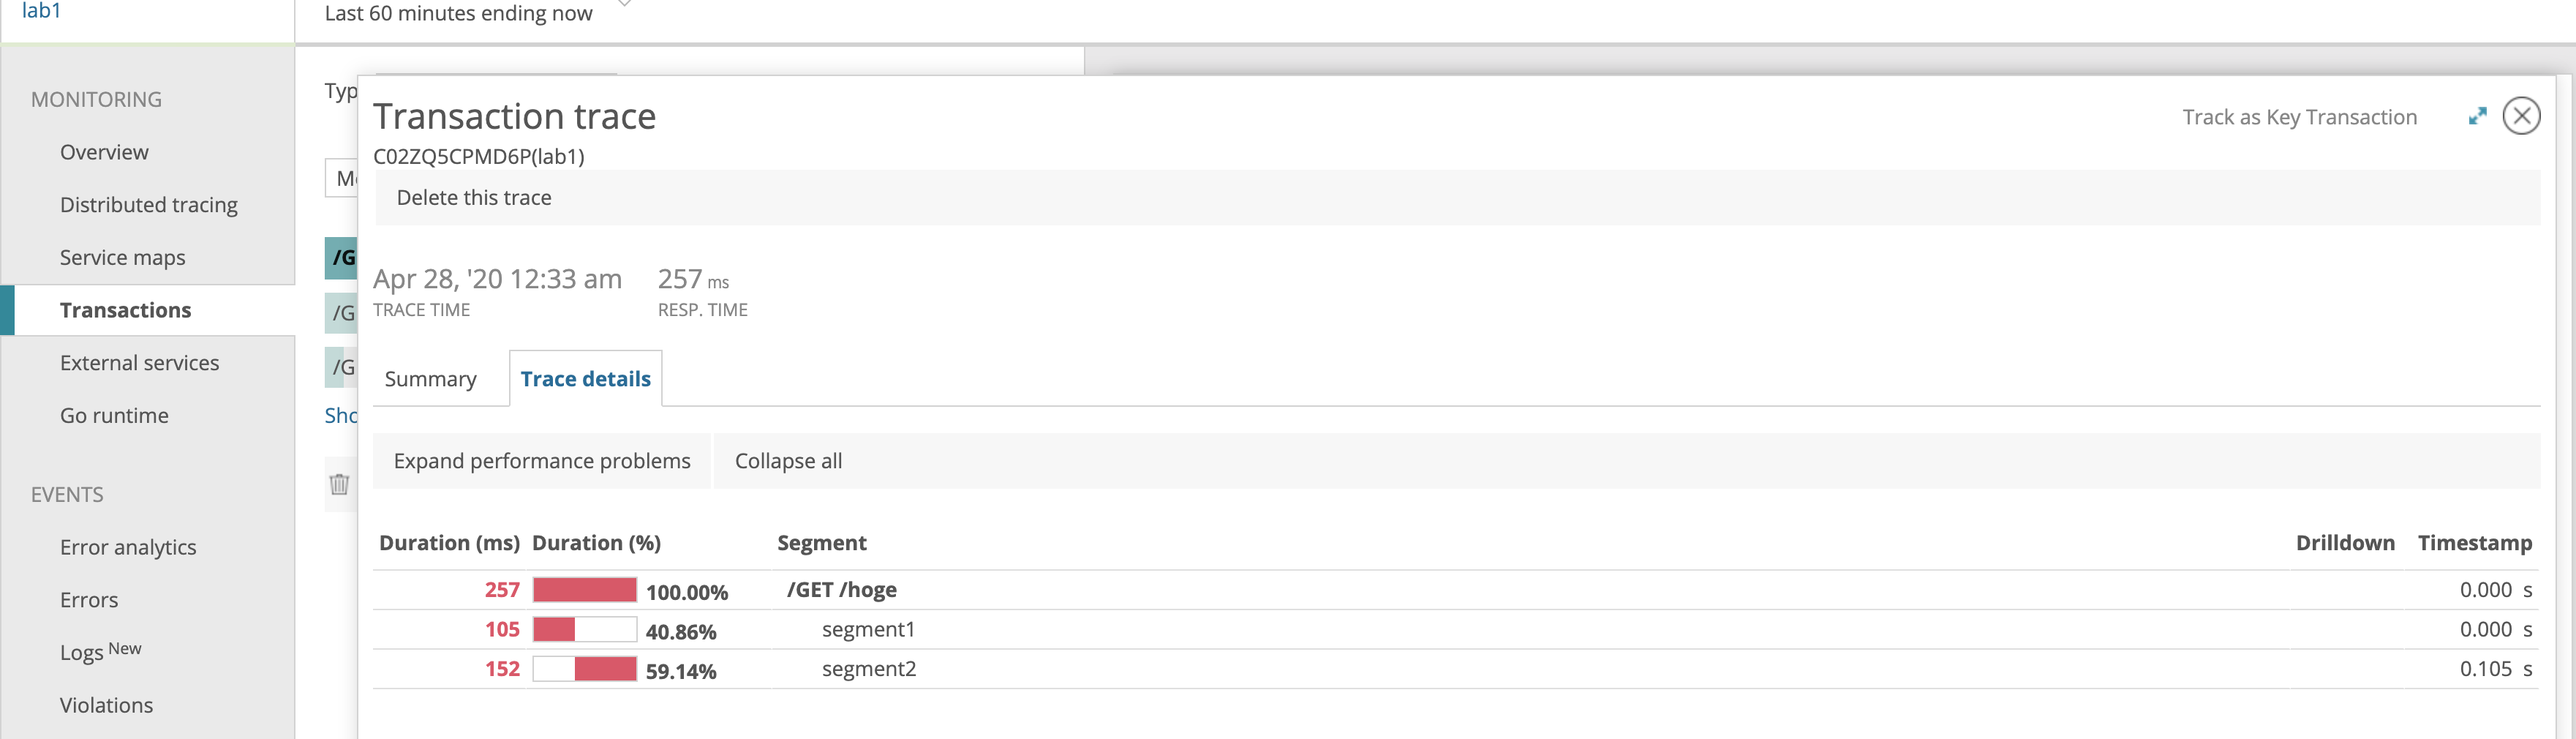 lab1
Last 60 minutes ending now
MONITORING
Overview
Distributed tracing
Service maps
Transactions
External services
Go runtime
EVENTS
Error analytics
Errors
Logs New
Violations
Typ
M
/G
/G
/G
Sho
Transaction trace
Track as Key Transaction
C02ZQ5CPMD6P(lab1)
Delete this trace
Apr 28, '20 12:33 am 257 ms
TRACE TIME RESP. TIME
Summary Trace details
Expand performance problems Collapse all
Duration (ms) Duration (%) Segment Drilldown Timestamp
257 100.00% /GET /hoge 0.000 s
105 40.86% segment1 0.000 s
152 59.14% segment2 0.105 s